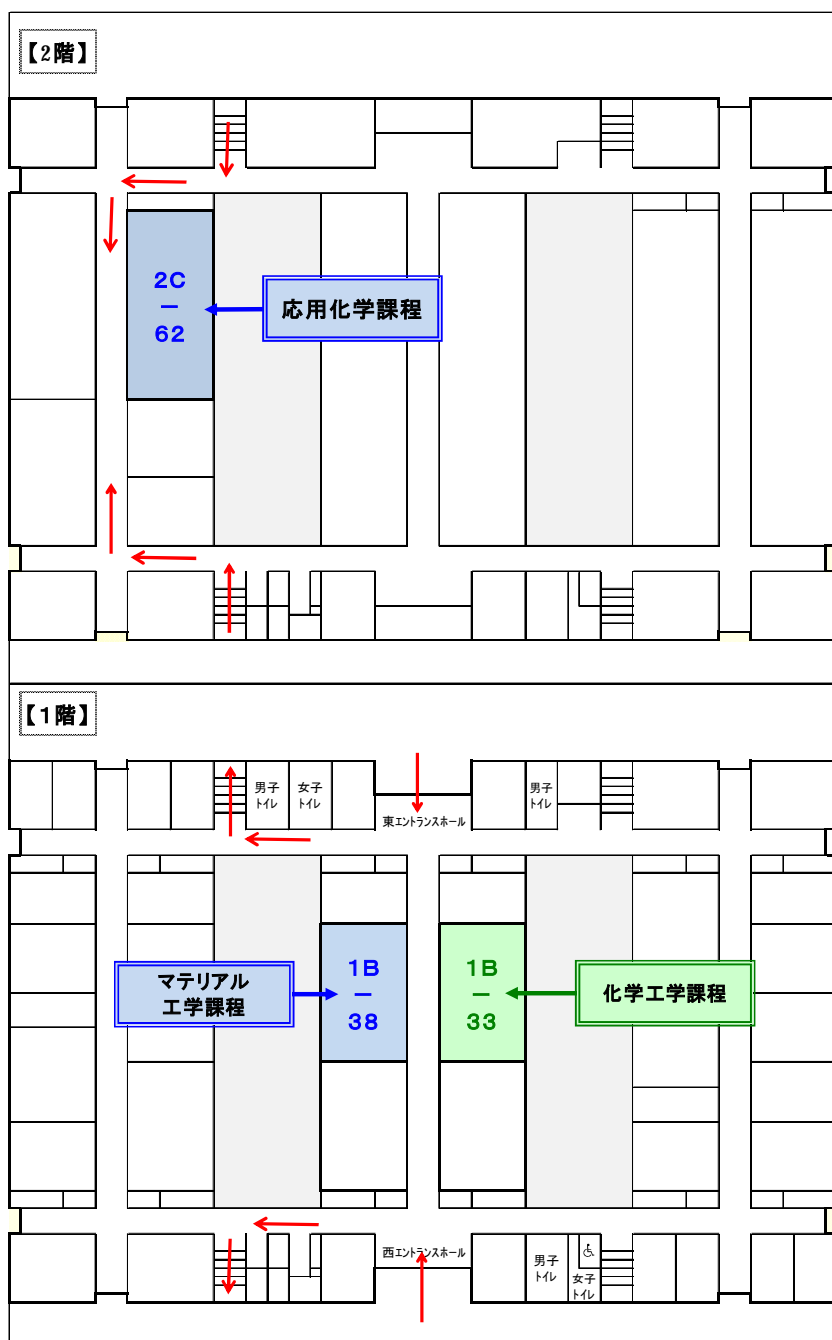 【2階】
2C
－
62
応用化学課程
【1階】
男子
トイレ
女子
トイレ
東エントランスホール
男子
トイレ
マテリアル
工学課程
1B
－
38
1B
－
33
化学工学課程
西エントランスホール
男子
トイレ
女子
トイレ